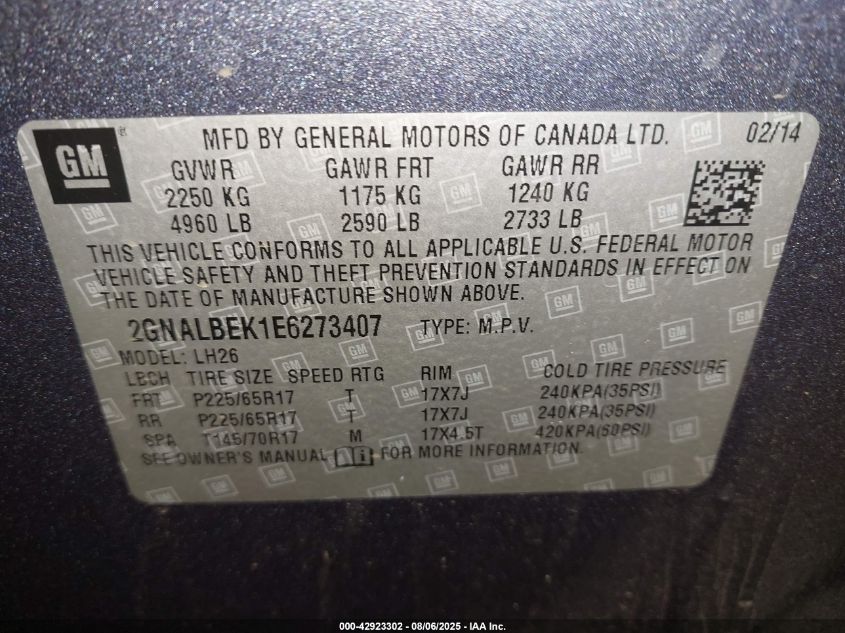 GM
MFD BY GENERAL MOTORS OF CANADA LTD. 02/14
GVWR GAWR FRT GAWR RR
2250 KG 1175 KG 1240 KG
4960 LB 2590 LB 2733 LB
THIS VEHICLE CONFORMS TO ALL APPLICABLE U.S. FEDERAL MOTOR
VEHICLE SAFETY AND THEFT PREVENTION STANDARDS IN EFFECT ON
THE DATE OF MANUFACTURE SHOWN ABOVE.
2GNALBEK1E6273407 TYPE: M.P.V.
MODEL: LH26
LBCH TIRE SIZE SPEED RTG RIM COLD TIRE PRESSURE
FRT P225/65R17 T 17X7J 240KPA(35PSI)
RR P225/65R17 T 17X7J 240KPA(35PSI)
SPA T145/70R17 M 17X4.5T 420KPA(60PSI)
SEE OWNER'S MANUAL FOR MORE INFORMATION.
000-42923302 - 08/06/2025 - IAA Inc.